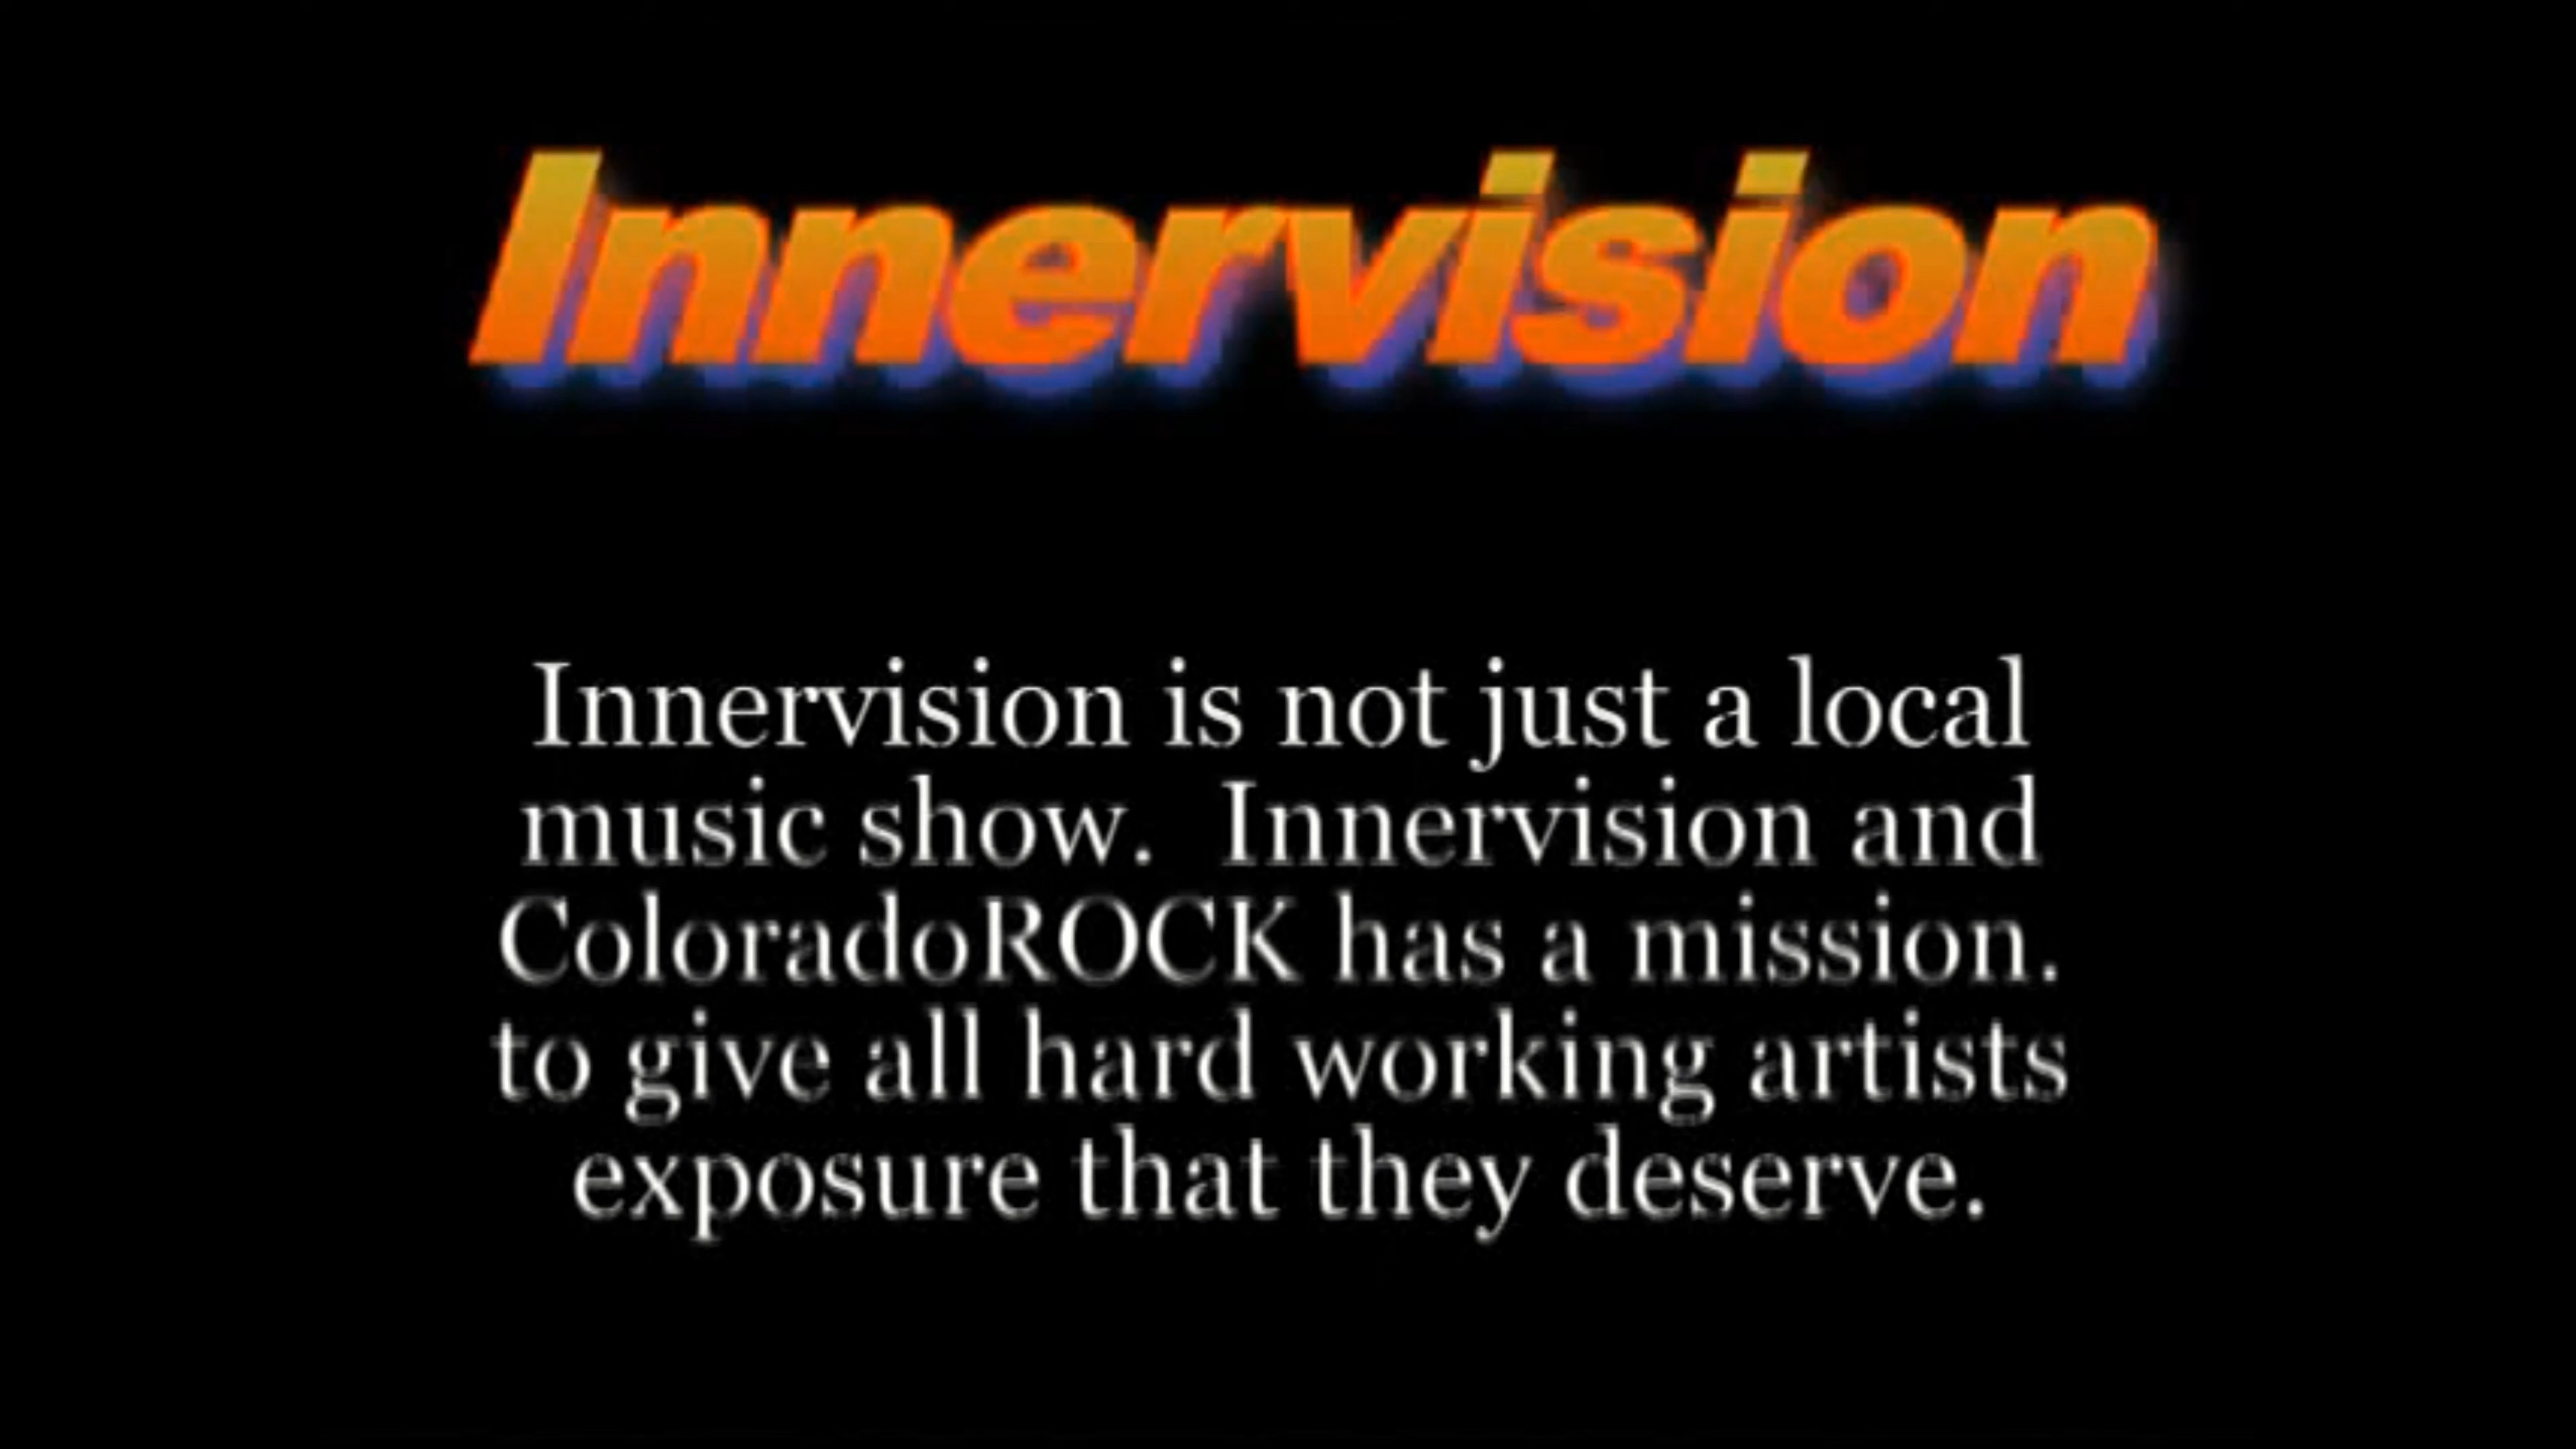 Innervision
Innervision is not just a local
music show.  Innervision and
ColoradoROCK has a mission.
to give all hard working artists
exposure that they deserve.